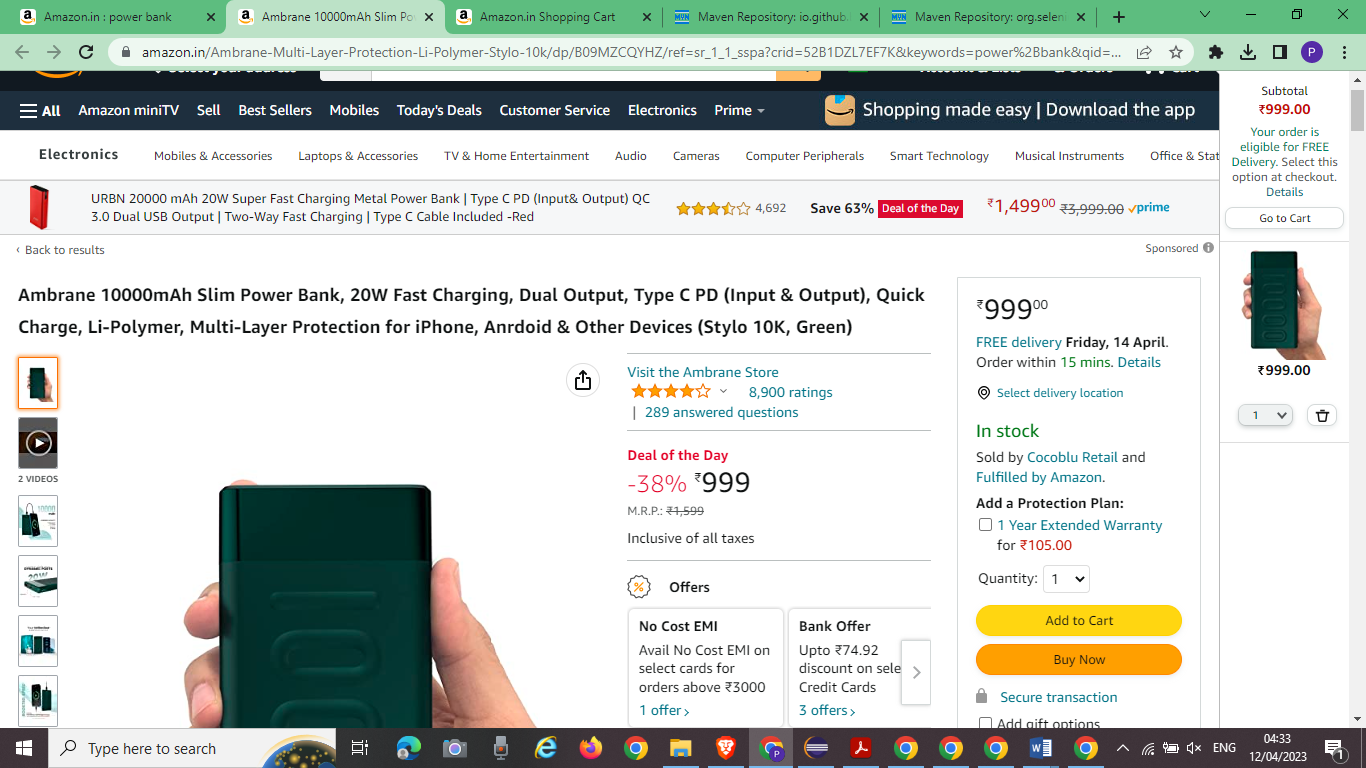 Amazon.in : power bank
Ambrane 10000mAh Slim Po
Amazon.in Shopping Cart
Maven Repository: io.github.
Maven Repository: org.selen
amazon.in/Ambrane-Multi-Layer-Protection-Li-Polymer-Stylo-10k/dp/B09MZCQYHZ/ref=sr_1_1_sspa?crid=52B1DZL7EF7K&keywords=power%2Bbank&qid=...
P
All
Amazon miniTV
Sell
Best Sellers
Mobiles
Today's Deals
Customer Service
Electronics
Prime
Shopping made easy | Download the app
Electronics
Mobiles & Accessories
Laptops & Accessories
TV & Home Entertainment
Audio
Cameras
Computer Peripherals
Smart Technology
Musical Instruments
Office & Stat
URBN 20000 mAh 20W Super Fast Charging Metal Power Bank | Type C PD (Input& Output) QC
3.0 Dual USB Output | Two-Way Fast Charging | Type C Cable Included -Red
4,692
Save 63%
Deal of the Day
₹1,49900
₹3,999.00
prime
‹ Back to results
Sponsored
Ambrane 10000mAh Slim Power Bank, 20W Fast Charging, Dual Output, Type C PD (Input & Output), Quick
Charge, Li-Polymer, Multi-Layer Protection for iPhone, Anrdoid & Other Devices (Stylo 10K, Green)
2 VIDEOS
Visit the Ambrane Store
8,900 ratings
| 289 answered questions
Deal of the Day
-38% ₹999
M.R.P.: ₹1,599
Inclusive of all taxes
Offers
No Cost EMI
Avail No Cost EMI on
select cards for
orders above ₹3000
1 offer ›
Bank Offer
Upto ₹74.92
discount on sele
Credit Cards
3 offers ›
₹99900
FREE delivery Friday, 14 April.
Order within 15 mins. Details
Select delivery location
In stock
Sold by Cocoblu Retail and
Fulfilled by Amazon.
Add a Protection Plan:
1 Year Extended Warranty
for ₹105.00
Quantity: 1
Add to Cart
Buy Now
Secure transaction
Add gift options
Subtotal
₹999.00
Your order is
eligible for FREE
Delivery. Select this
option at checkout.
Details
Go to Cart
₹999.00
1
Type here to search
P
ENG
04:33
12/04/2023
1